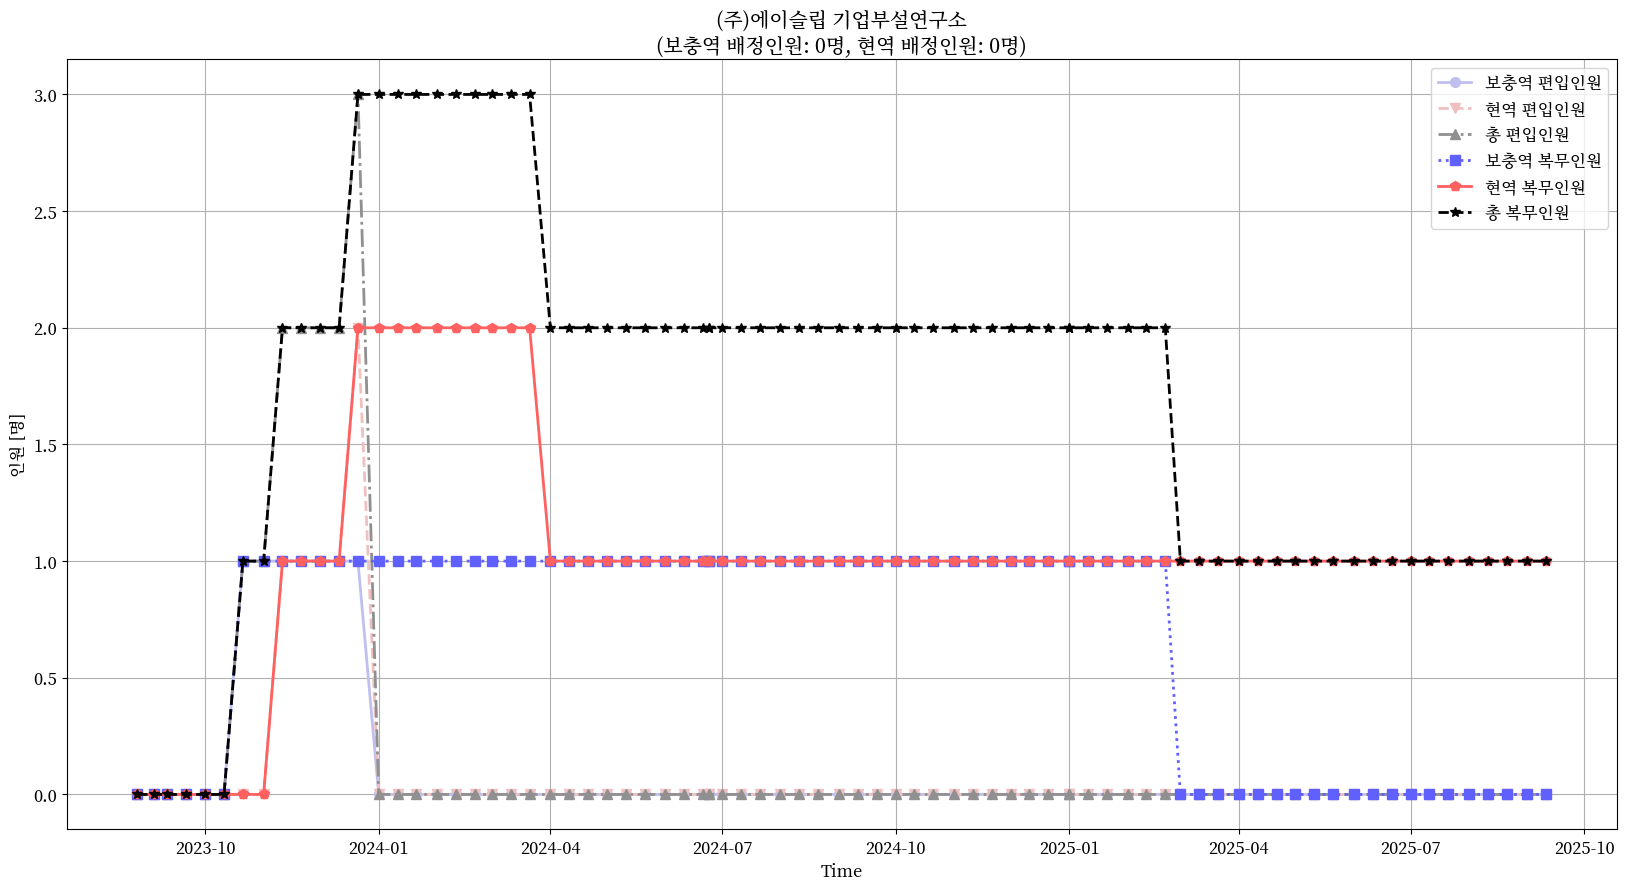 (주)에이슬립 기업부설연구소
(보충역 배정인원: 0명, 현역 배정인원: 0명)
보충역 편입인원
현역 편입인원
총 편입인원
보충역 복무인원
현역 복무인원
총 복무인원
인원 [명]
3.0
2.5
2.0
1.5
1.0
0.5
0.0
2023-10
2024-01
2024-04
2024-07
2024-10
2025-01
2025-04
2025-07
2025-10
Time